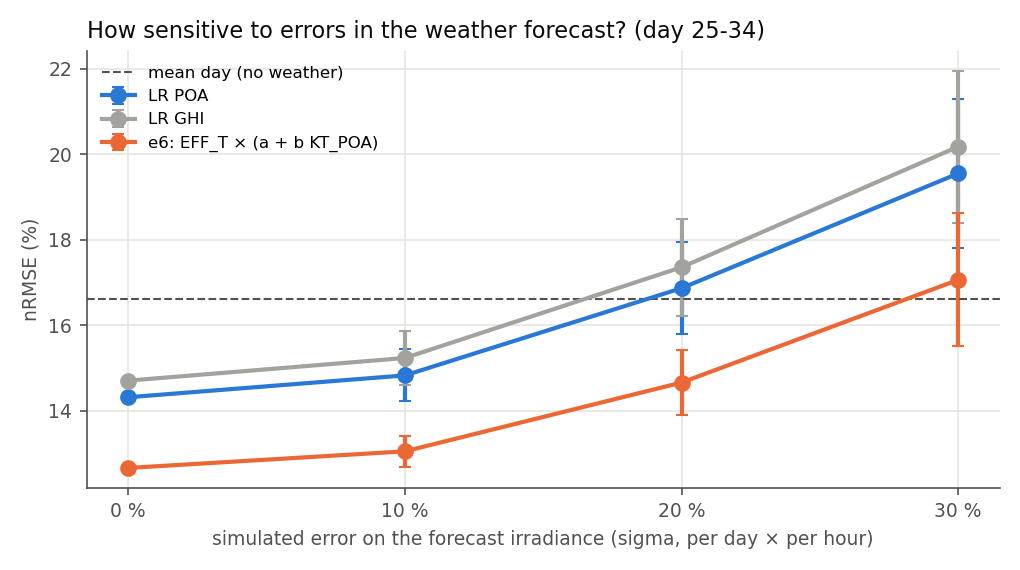 How sensitive to errors in the weather forecast? (day 25-34)
mean day (no weather)
LR POA
LR GHI
e6: EFF_T × (a + b KT_POA)
nRMSE (%)
22
20
18
16
14
0 %
10 %
20 %
30 %
simulated error on the forecast irradiance (sigma, per day × per hour)